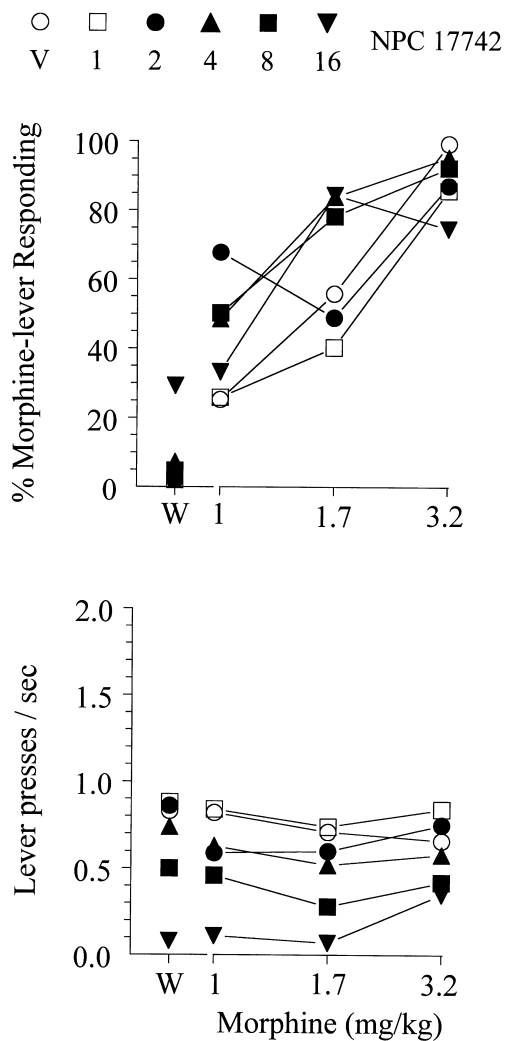 V 1 2 4 8 16 NPC 17742
% Morphine-lever Responding
100
80
60
40
20
0
W 1 1.7 3.2
Lever presses / sec
2.0
1.5
1.0
0.5
0.0
W 1 1.7 3.2
Morphine (mg/kg)